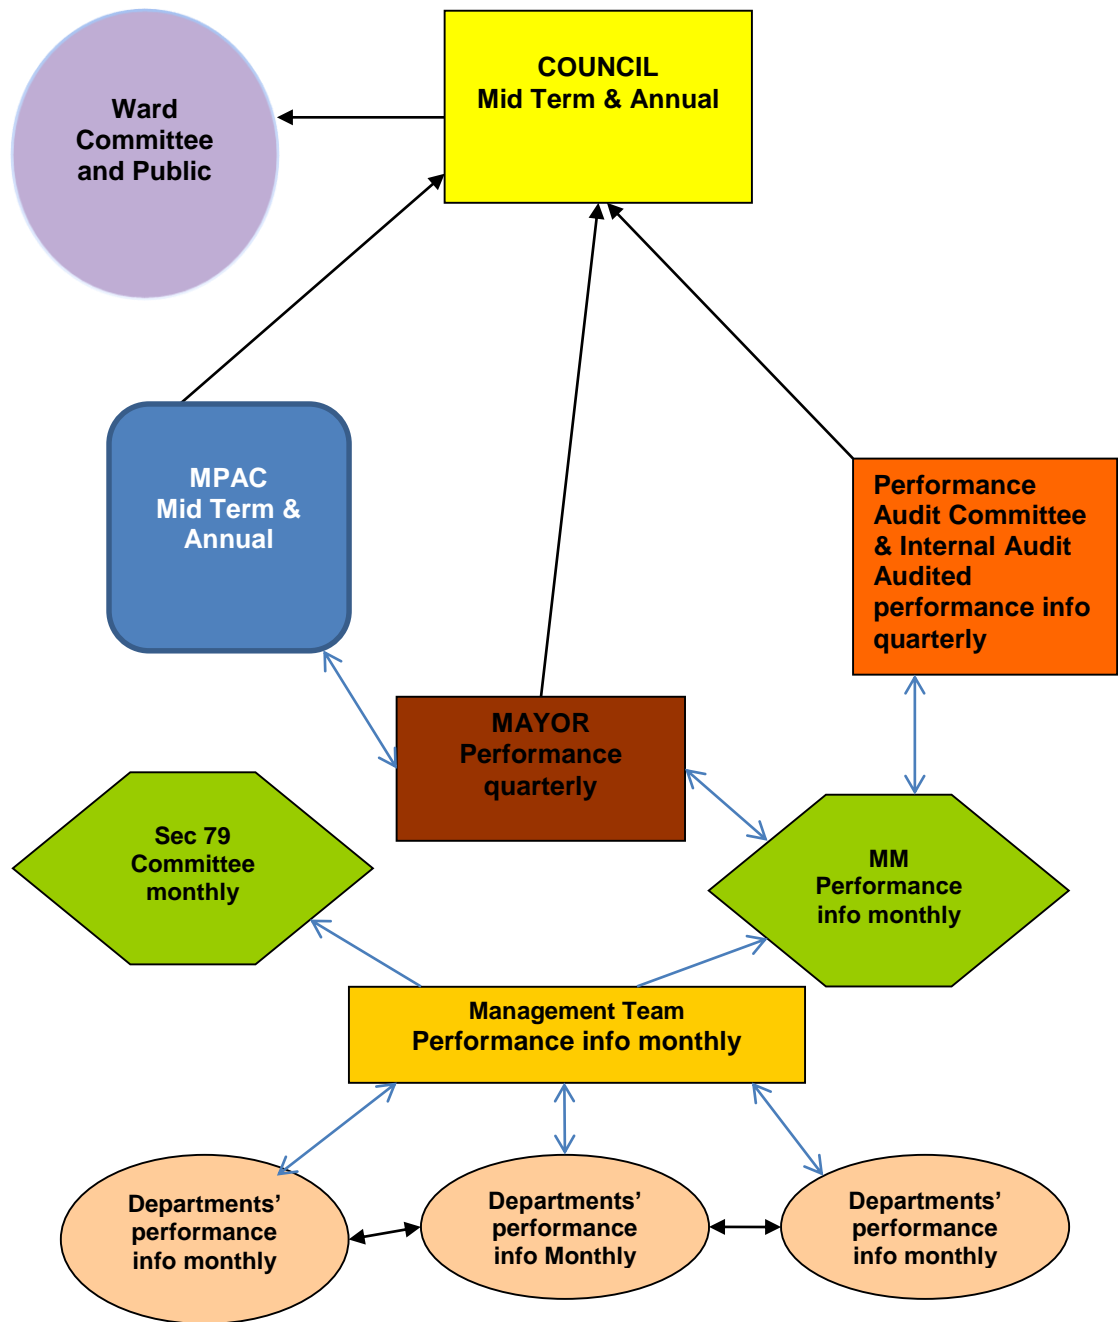 COUNCIL
Mid Term & Annual
Ward
Committee
and Public
MPAC
Mid Term &
Annual
Performance
Audit Committee
& Internal Audit
Audited
performance info
quarterly
MAYOR
Performance
quarterly
Sec 79
Committee
monthly
MM
Performance
info monthly
Management Team
Performance info monthly
Departments’
performance
info monthly
Departments’
performance
info Monthly
Departments’
performance
info monthly